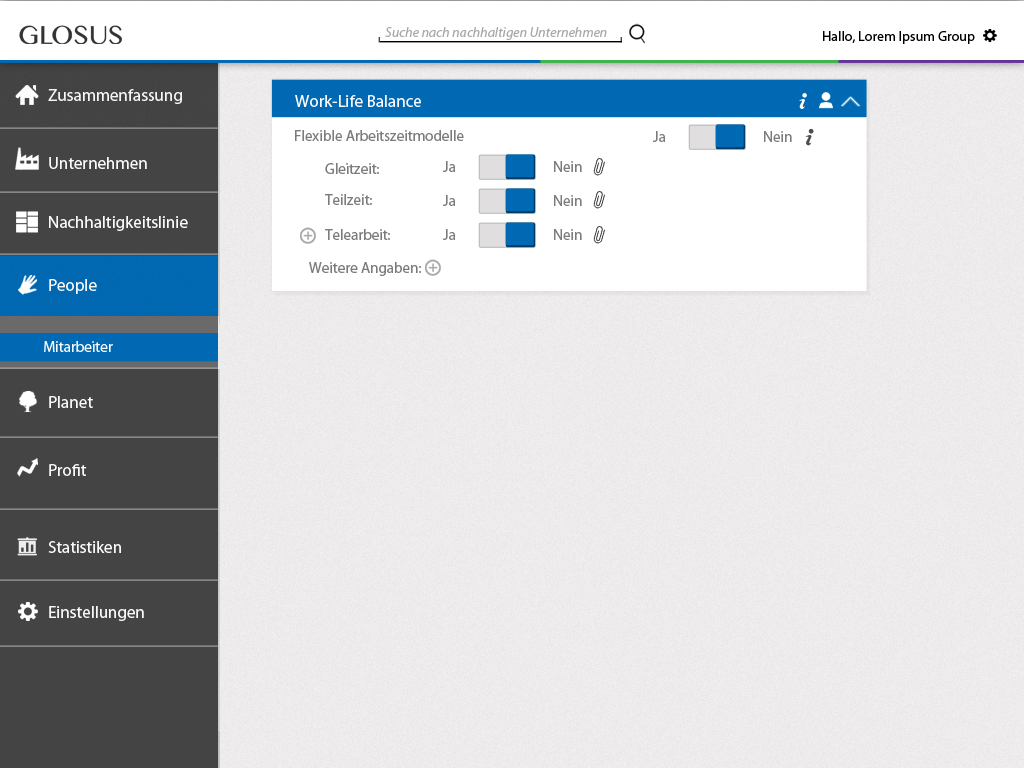 GLOSUS
Suche nach nachhaltigen Unternehmen
Hallo, Lorem Ipsum Group
Zusammenfassung
Unternehmen
Nachhaltigkeitslinie
People
Mitarbeiter
Planet
Profit
Statistiken
Einstellungen
Work-Life Balance
Flexible Arbeitszeitmodelle Ja Nein
Gleitzeit: Ja Nein
Teilzeit: Ja Nein
Telearbeit: Ja Nein
Weitere Angaben: